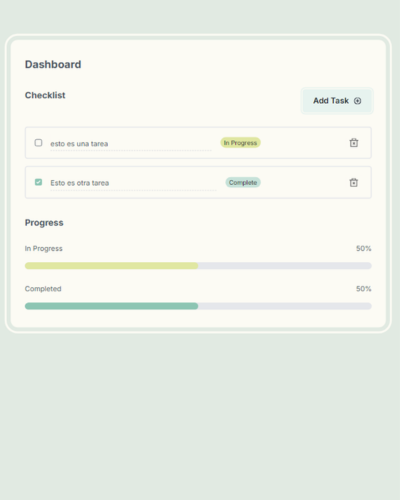 Dashboard
Checklist
Add Task
esto es una tarea
In Progress
Esto es otra tarea
Complete
Progress
In Progress
50%
Completed
50%